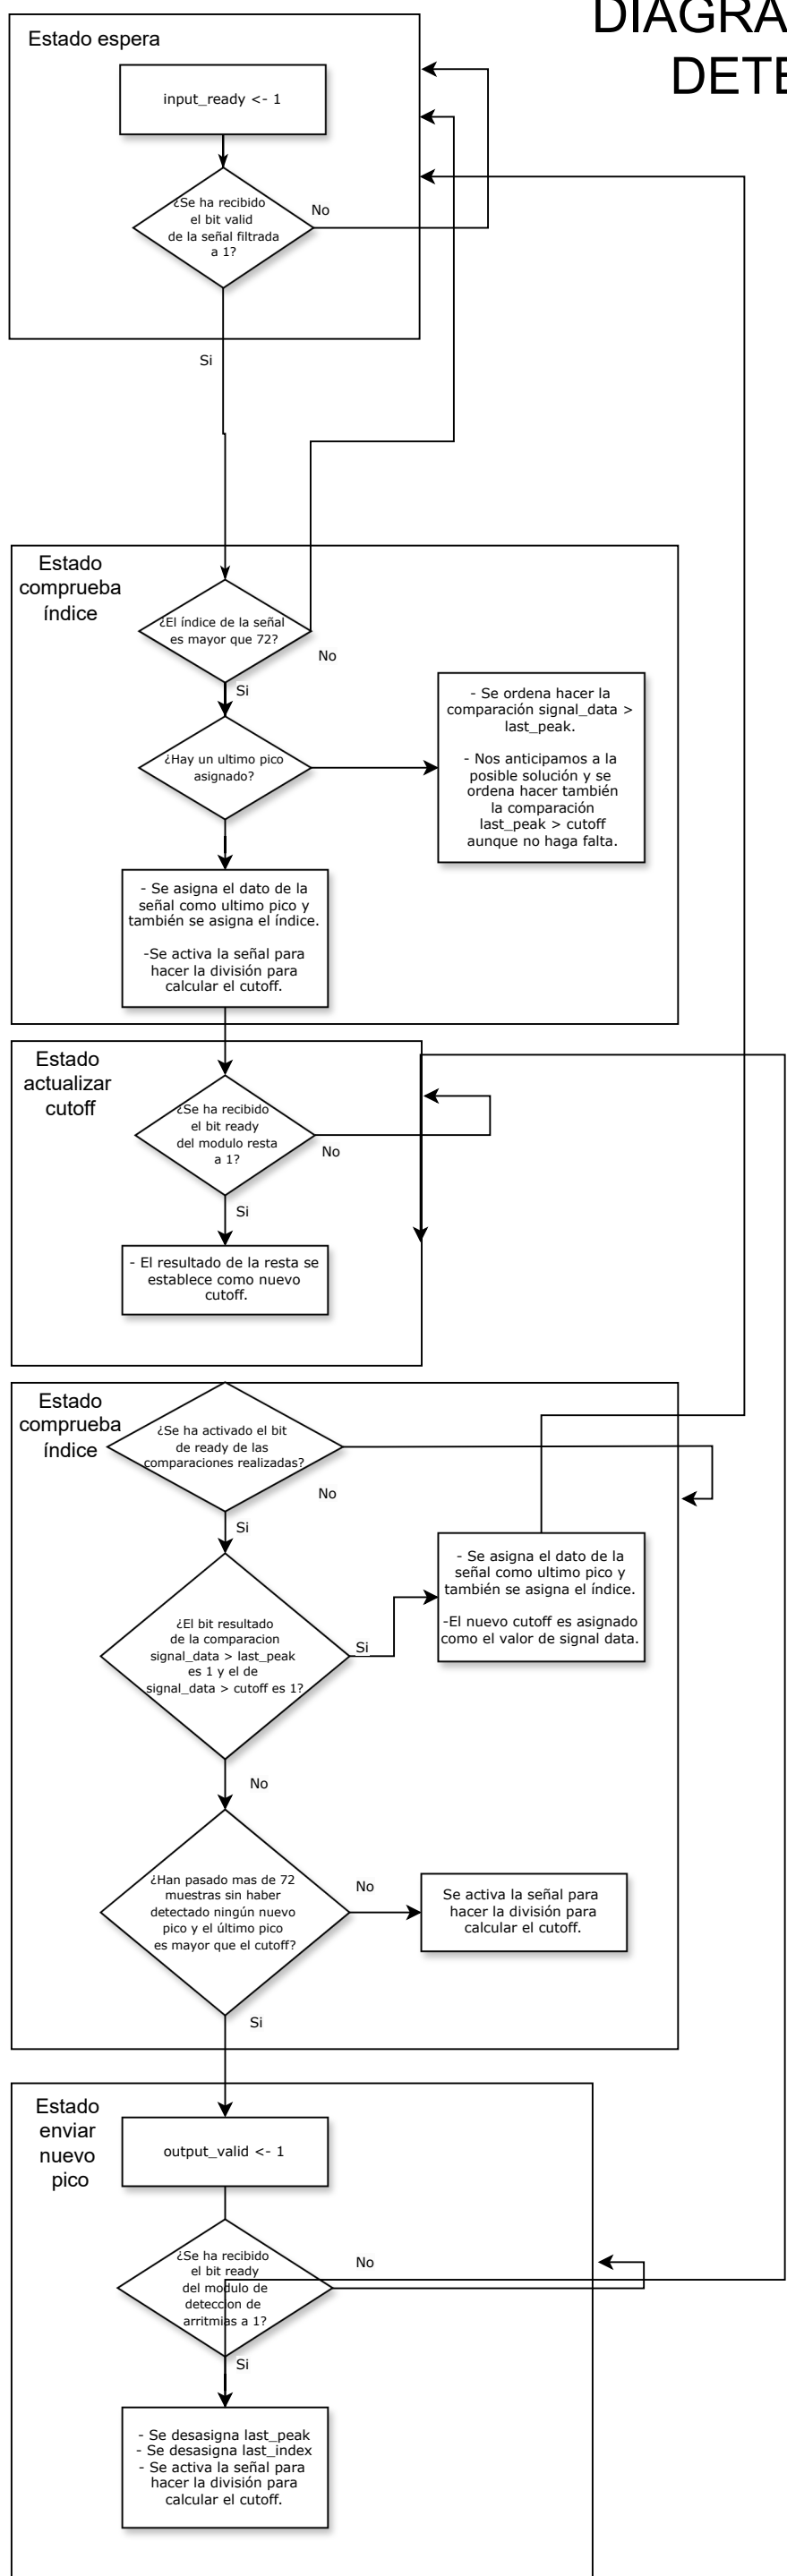 DIAGRA
DETE
Estado espera
input_ready <- 1
¿Se ha recibido
el bit valid
de la señal filtrada
a 1?
No
Si
Estado
comprueba
índice
¿El índice de la señal
es mayor que 72?
No
Si
¿Hay un ultimo pico
asignado?
- Se ordena hacer la
comparación signal_data >
last_peak.
- Nos anticipamos a la
posible solución y se
ordena hacer también
la comparación
last_peak > cutoff
aunque no haga falta.
- Se asigna el dato de la
señal como ultimo pico y
también se asigna el índice.
-Se activa la señal para
hacer la división para
calcular el cutoff.
Estado
actualizar
cutoff
¿Se ha recibido
el bit ready
del modulo resta
a 1?
No
Si
- El resultado de la resta se
establece como nuevo
cutoff.
Estado
comprueba
índice
¿Se ha activado el bit
de ready de las
comparaciones realizadas?
No
Si
- Se asigna el dato de la
señal como ultimo pico y
también se asigna el índice.
-El nuevo cutoff es asignado
como el valor de signal data.
¿El bit resultado
de la comparacion
signal_data > last_peak
es 1 y el de
signal_data > cutoff es 1?
Si
No
¿Han pasado mas de 72
muestras sin haber
detectado ningún nuevo
pico y el último pico
es mayor que el cutoff?
No
Se activa la señal para
hacer la división para
calcular el cutoff.
Si
Estado
enviar
nuevo
pico
output_valid <- 1
¿Se ha recibido
el bit ready
del modulo de
deteccion de
arritmias a 1?
No
Si
- Se desasigna last_peak
- Se desasigna last_index
- Se activa la señal para
hacer la división para
calcular el cutoff.